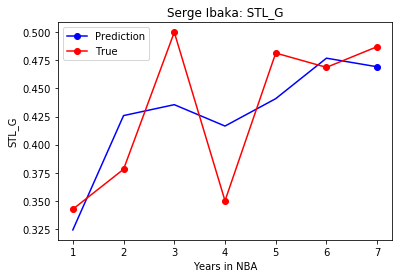 Serge Ibaka: STL_G
Prediction
True
STL_G
0.500
0.475
0.450
0.425
0.400
0.375
0.350
0.325
1 2 3 4 5 6 7
Years in NBA